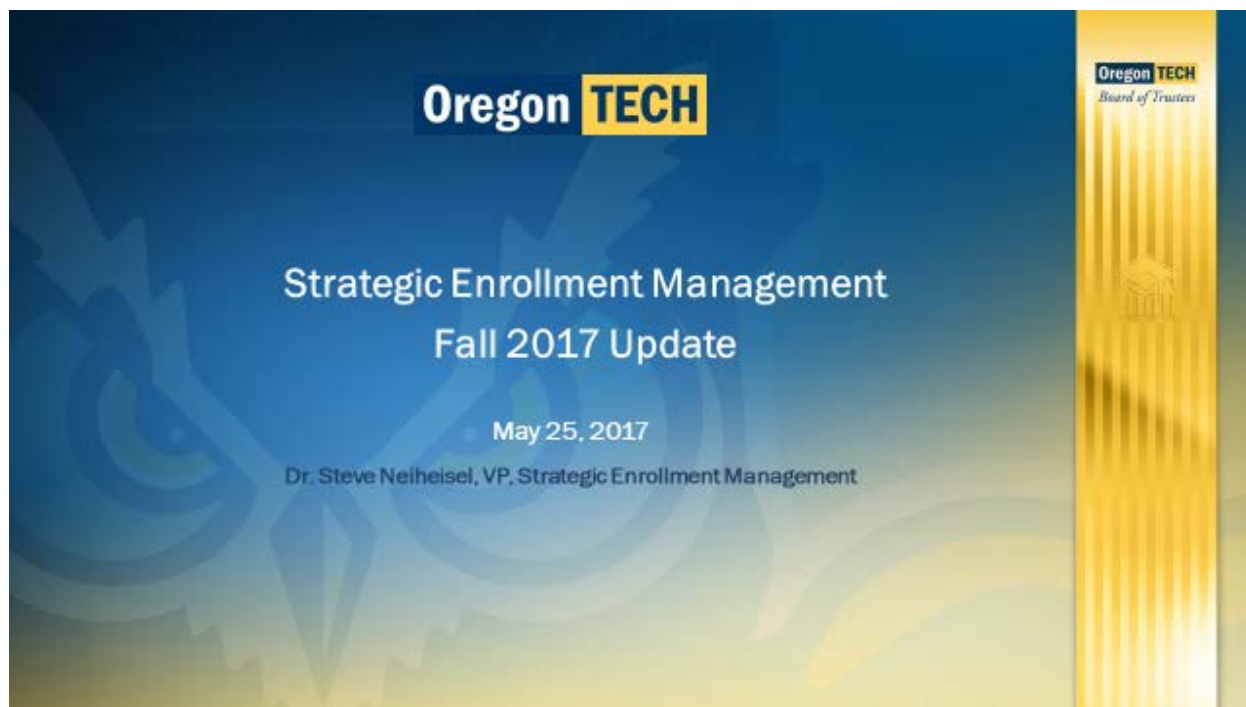 Oregon TECH
Oregon TECH
Board of Trustees
Strategic Enrollment Management
Fall 2017 Update
May 25, 2017
Dr. Steve Neiheisel, VP, Strategic Enrollment Management